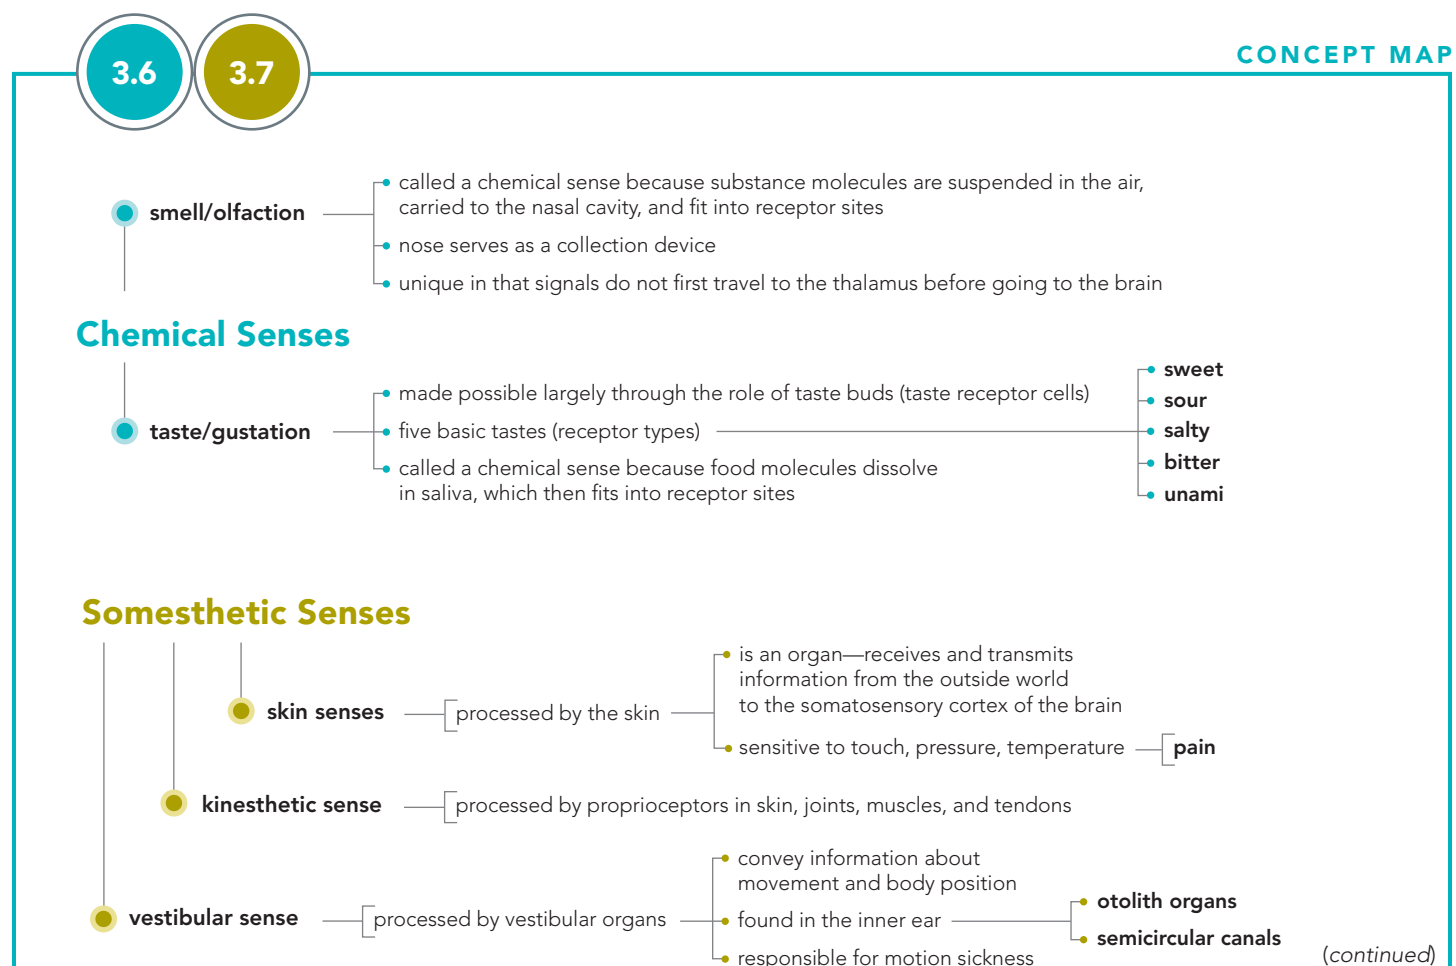 3.6
3.7
CONCEPT MAP
smell/olfaction
called a chemical sense because substance molecules are suspended in the air,
carried to the nasal cavity, and fit into receptor sites
nose serves as a collection device
unique in that signals do not first travel to the thalamus before going to the brain
Chemical Senses
taste/gustation
made possible largely through the role of taste buds (taste receptor cells)
five basic tastes (receptor types)
called a chemical sense because food molecules dissolve
in saliva, which then fits into receptor sites
sweet
sour
salty
bitter
unami
Somesthetic Senses
skin senses
processed by the skin
is an organ—receives and transmits
information from the outside world
to the somatosensory cortex of the brain
sensitive to touch, pressure, temperature
pain
kinesthetic sense
processed by proprioceptors in skin, joints, muscles, and tendons
vestibular sense
processed by vestibular organs
convey information about
movement and body position
found in the inner ear
otolith organs
semicircular canals
responsible for motion sickness
(continued)